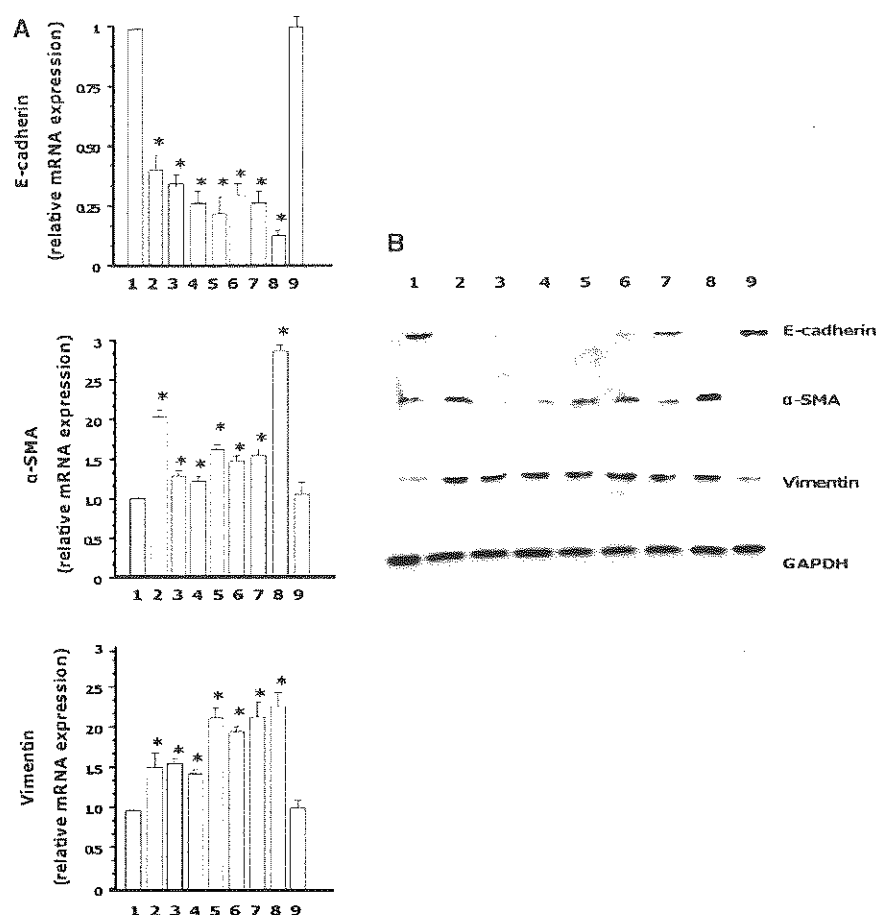 A
E-cadherin
(relative mRNA expression)
1
0.75
0.50
0.25
0
* * * * * * *
1 2 3 4 5 6 7 8 9
α-SMA
(relative mRNA expression)
3
2.5
2.0
1.5
1.0
0.5
0
* * * * * * *
1 2 3 4 5 6 7 8 9
Vimentin
(relative mRNA expression)
3
2.5
2.0
1.5
1.0
0.5
0
* * * * * * *
1 2 3 4 5 6 7 8 9
B
1 2 3 4 5 6 7 8 9
E-cadherin
α-SMA
Vimentin
GAPDH